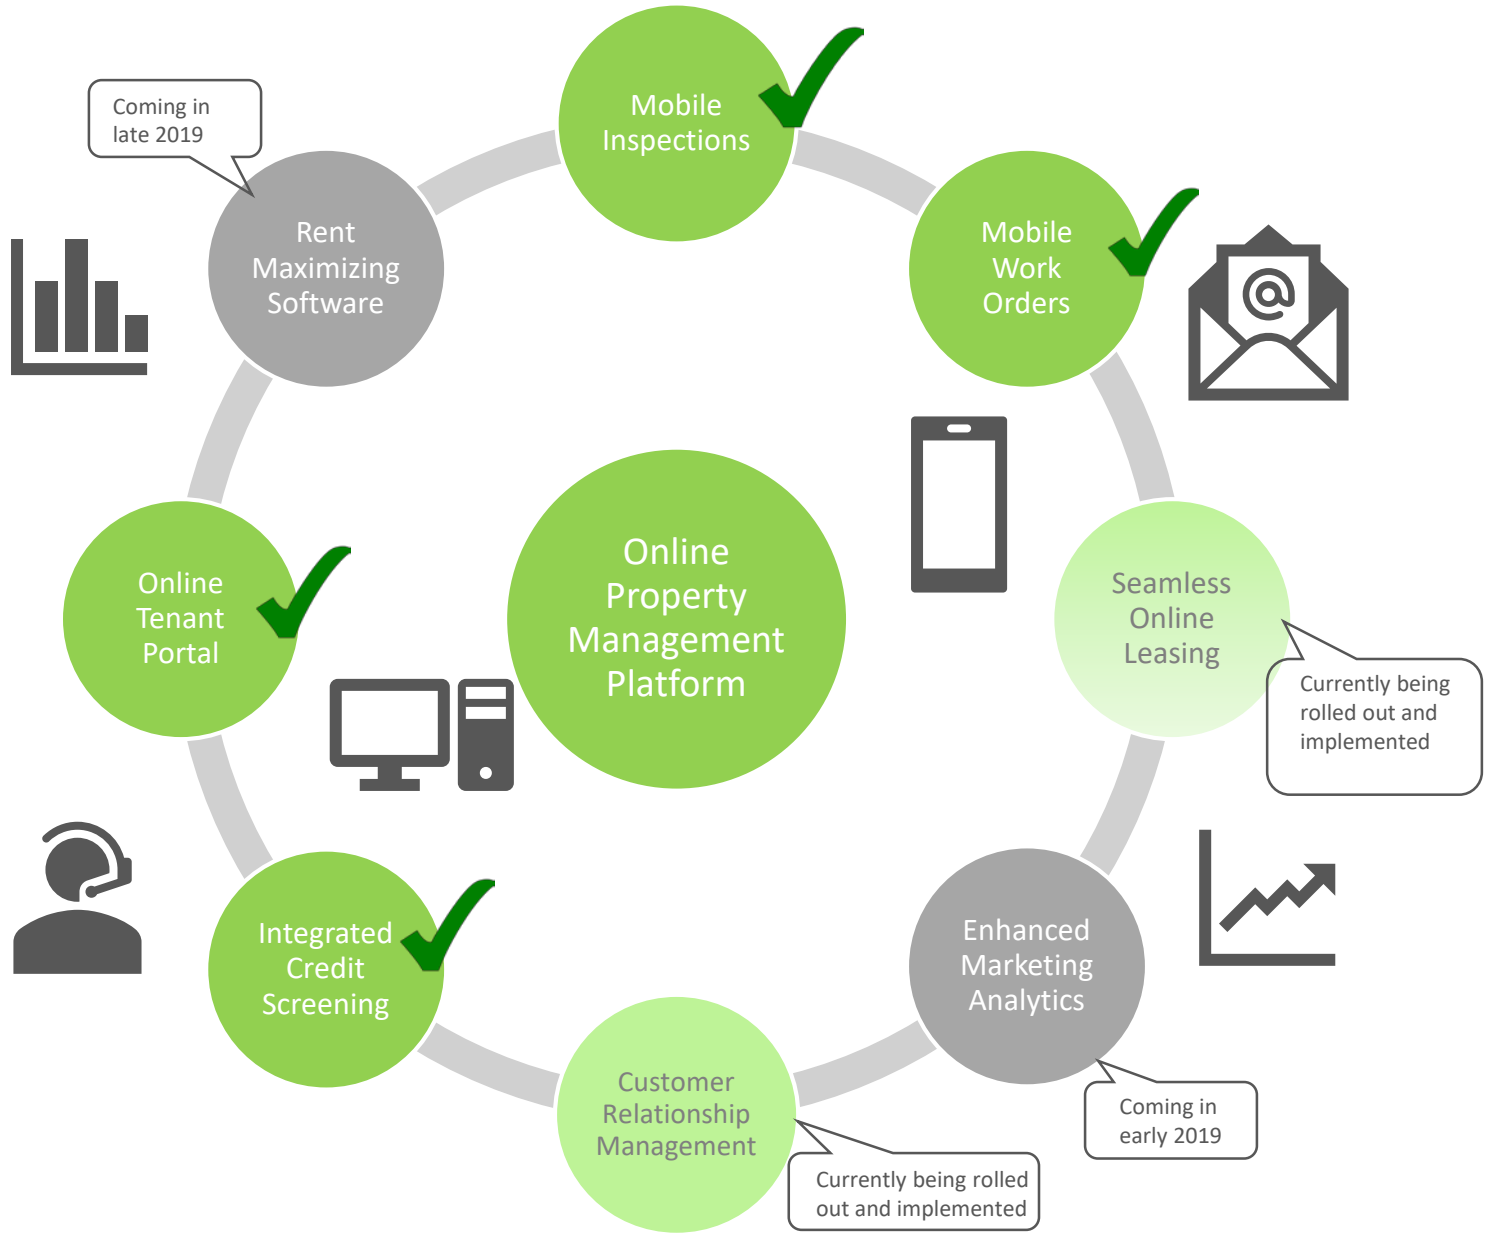 Coming in
late 2019
Mobile
Inspections
Rent
Maximizing
Software
Mobile
Work
Orders
@
Online
Property
Management
Platform
Online
Tenant
Portal
Seamless
Online
Leasing
Currently being
rolled out and
implemented
Integrated
Credit
Screening
Enhanced
Marketing
Analytics
Customer
Relationship
Management
Coming in
early 2019
Currently being rolled
out and implemented